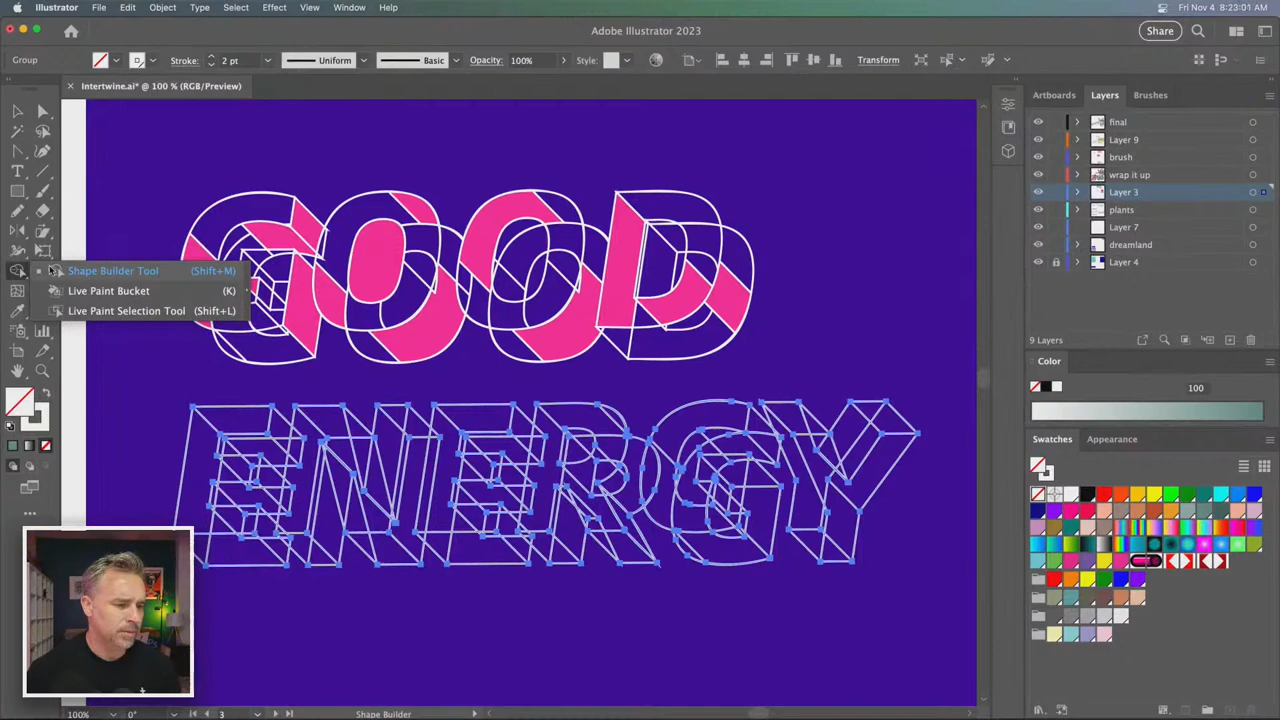 Illustrator File Edit Object Type Select Effect View Window Help
Fri Nov 4 8:23:01 AM
Adobe Illustrator 2023
Share
Group
Stroke: 2 pt
Uniform
Basic
Opacity: 100%
Style:
Transform
× Intertwine.ai* @ 100 % (RGB/Preview)
Artboards Layers Brushes
final
Layer 9
brush
wrap it up
Layer 3
plants
Layer 7
dreamland
Layer 4
9 Layers
Color
100
Swatches Appearance
Shape Builder Tool (Shift+M)
Live Paint Bucket (K)
Live Paint Selection Tool (Shift+L)
GOOD
ENERGY
100% 0° 3 Shape Builder